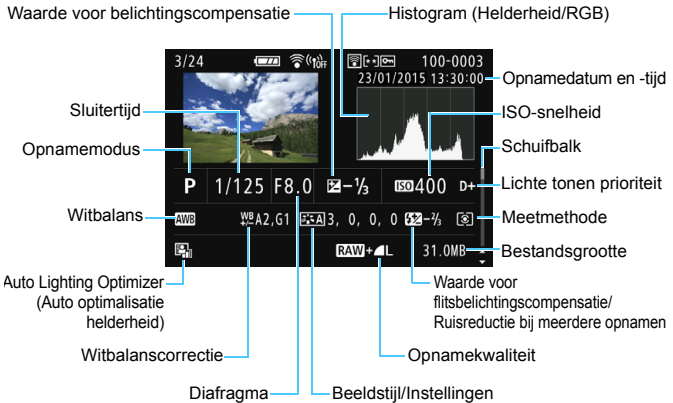 Waarde voor belichtingscompensatie
Histogram (Helderheid/RGB)
3/24
OFF
100-0003
23/01/2015 13:30:00
Opnamedatum en -tijd
Sluitertijd
ISO-snelheid
Opnamemodus
Schuifbalk
P 1/125 F8.0 -1/3 ISO 400 D+
Lichte tonen prioriteit
Witbalans
AWB WB +/- A2,G1 A 3, 0, 0, 0 -2/3
Meetmethode
RAW+L 31.0MB
Bestandsgrootte
Auto Lighting Optimizer
(Auto optimalisatie
helderheid)
Waarde voor
flitsbelichtingscompensatie/
Ruisreductie bij meerdere opnamen
Witbalanscorrectie
Opnamekwaliteit
Diafragma
Beeldstijl/Instellingen